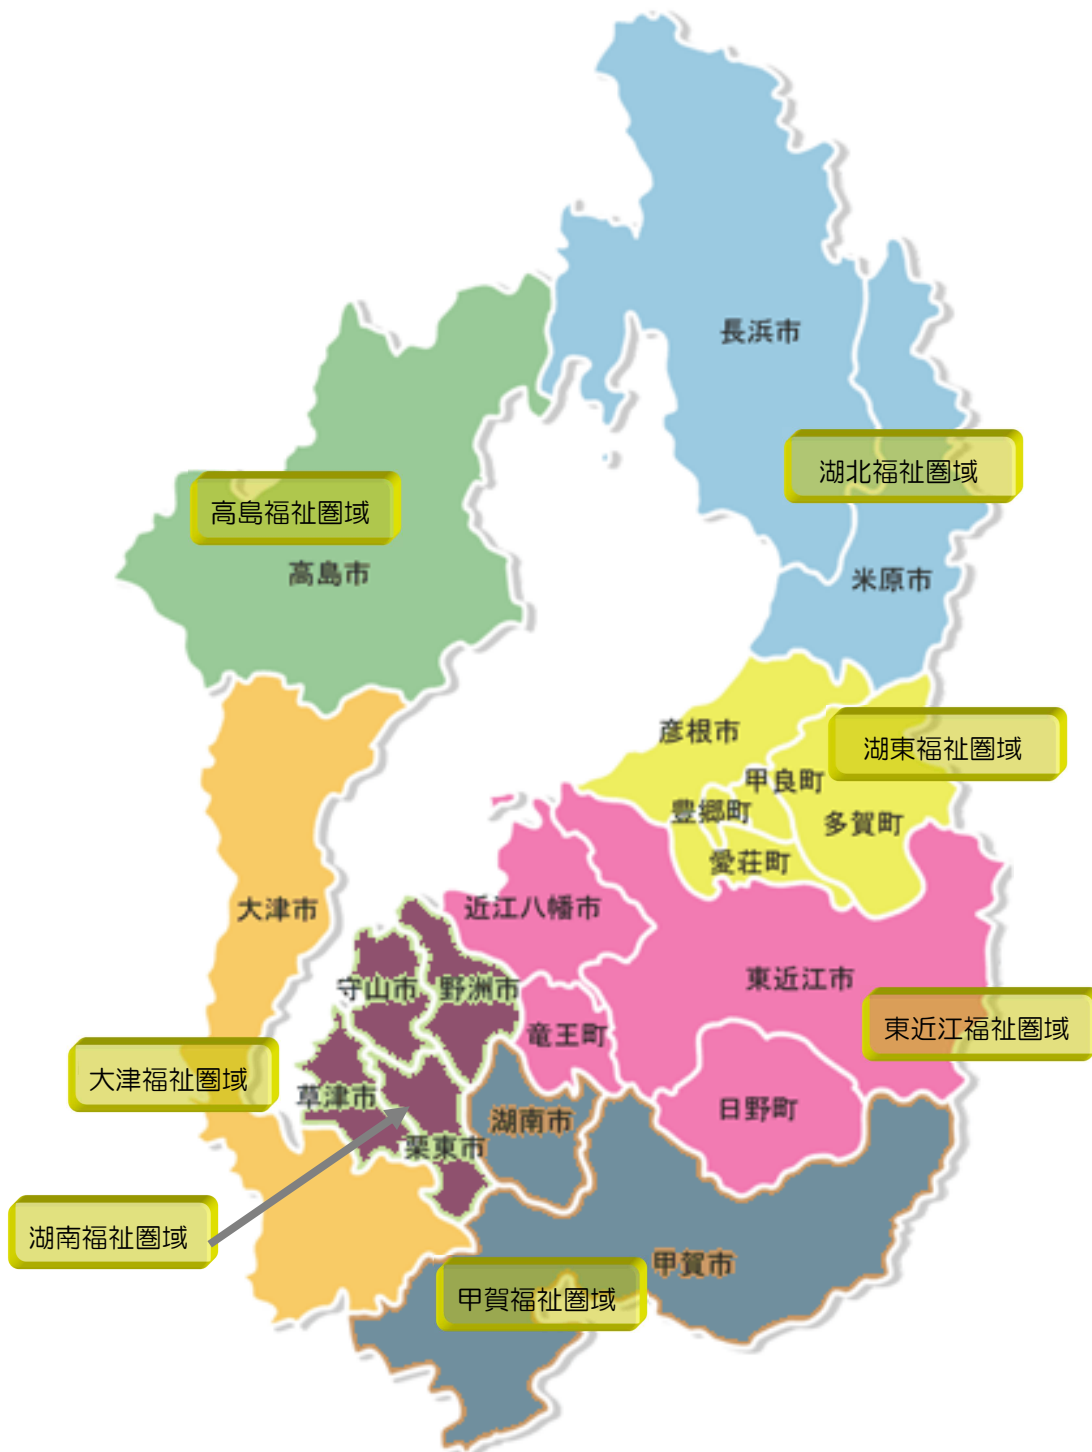 長浜市
湖北福祉圏域
高島福祉圏域
高島市
米原市
彦根市
湖東福祉圏域
甲良町
豊郷町
多賀町
愛荘町
大津市
近江八幡市
東近江市
守山市
野洲市
竜王町
東近江福祉圏域
大津福祉圏域
草津市
日野町
湖南市
栗東市
湖南福祉圏域
甲賀市
甲賀福祉圏域